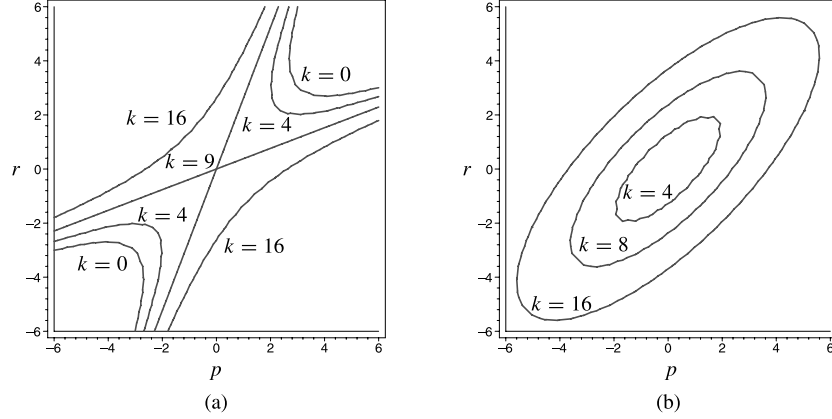 6
4
2
r 0
−2
−4
−6
−6 −4 −2 0 2 4 6
p
k = 0
k = 16
k = 4
k = 9
k = 4
k = 16
k = 0
(a)
6
4
2
r 0
−2
−4
−6
−6 −4 −2 0 2 4 6
p
k = 4
k = 8
k = 16
(b)